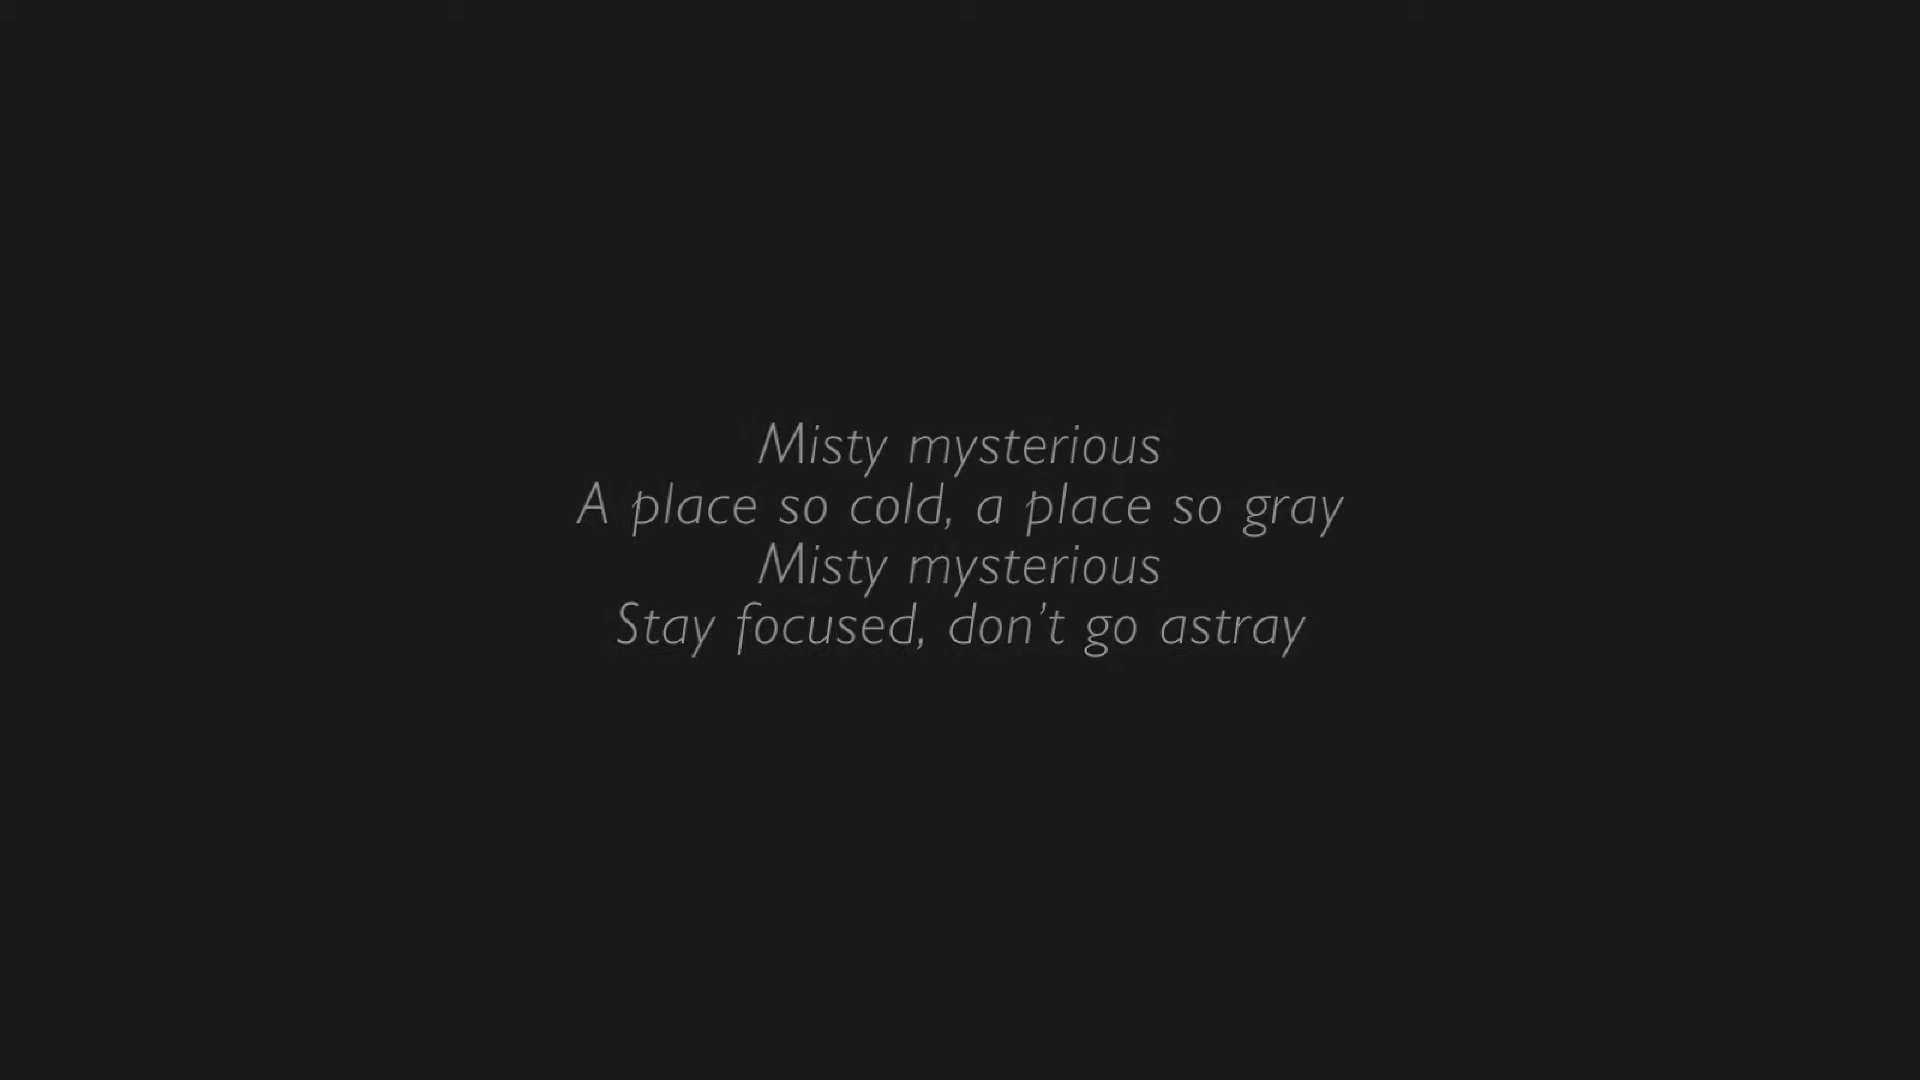 Misty mysterious
A place so cold, a place so gray
Misty mysterious
Stay focused, don't go astray